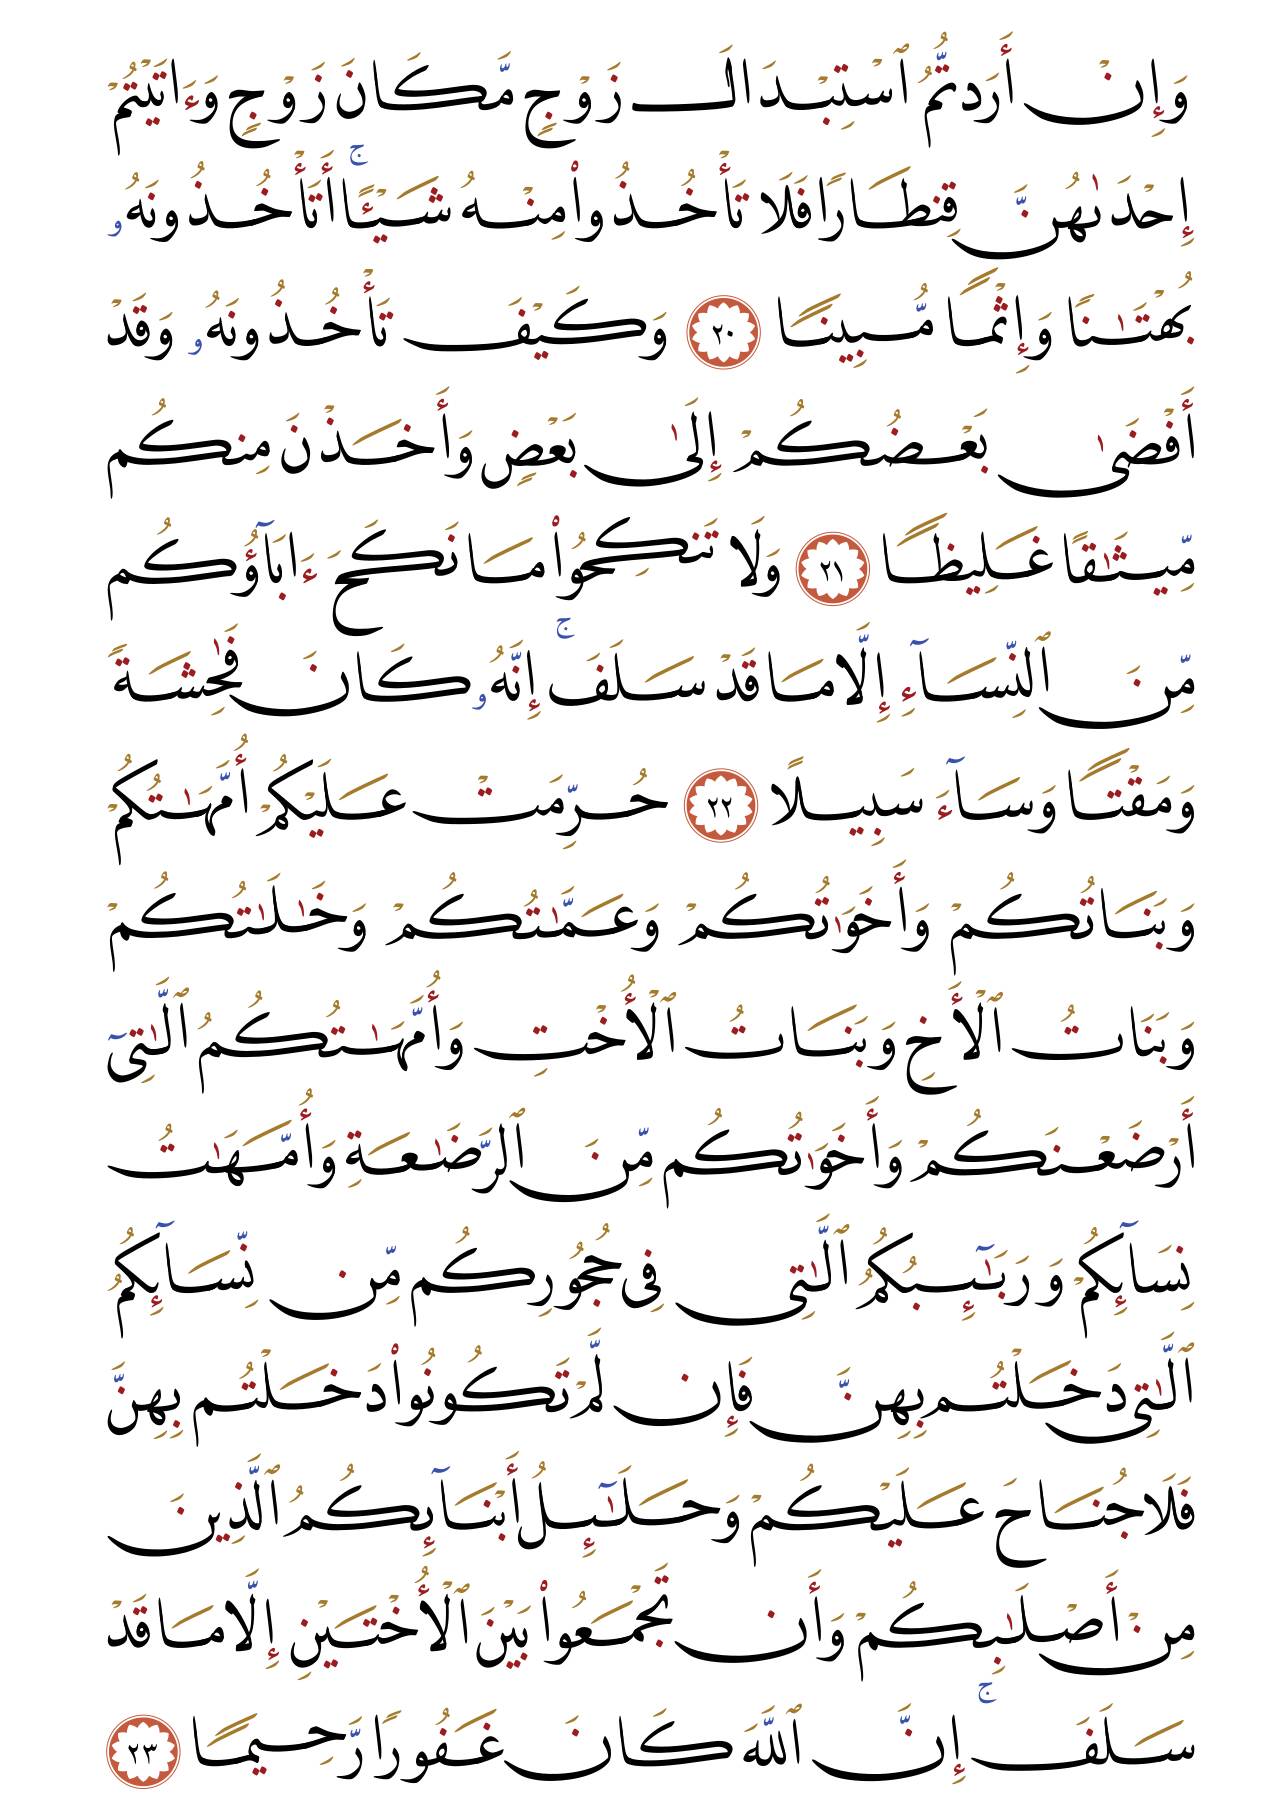 وَإِنْ أَرَدتُّمُ ٱسْتِبْدَالَ زَوْجٍ مَّكَانَ زَوْجٍ وَءَاتَيْتُمْ
إِحْدَىٰهُنَّ قِنطَارًا فَلَا تَأْخُذُوا۟ مِنْهُ شَيْـًٔا ۚ أَتَأْخُذُونَهُۥ
بُهْتَـٰنًا وَإِثْمًا مُّبِينًا ٢٠ وَكَيْفَ تَأْخُذُونَهُۥ وَقَدْ
أَفْضَىٰ بَعْضُكُمْ إِلَىٰ بَعْضٍ وَأَخَذْنَ مِنكُم
مِّيثَـٰقًا غَلِيظًا ٢١ وَلَا تَنكِحُوا۟ مَا نَكَحَ ءَابَآؤُكُم
مِّنَ ٱلنِّسَآءِ إِلَّا مَا قَدْ سَلَفَ ۚ إِنَّهُۥ كَانَ فَـٰحِشَةً
وَمَقْتًا وَسَآءَ سَبِيلًا ٢٢ حُرِّمَتْ عَلَيْكُمْ أُمَّهَـٰتُكُمْ
وَبَنَاتُكُمْ وَأَخَوَٰتُكُمْ وَعَمَّـٰتُكُمْ وَخَـٰلَـٰتُكُمْ
وَبَنَاتُ ٱلْأَخِ وَبَنَاتُ ٱلْأُخْتِ وَأُمَّهَـٰتُكُمُ ٱلَّـٰتِىٓ
أَرْضَعْنَكُمْ وَأَخَوَٰتُكُم مِّنَ ٱلرَّضَـٰعَةِ وَأُمَّهَـٰتُ
نِسَآئِكُمْ وَرَبَـٰٓئِبُكُمُ ٱلَّـٰتِى فِى حُجُورِكُم مِّن نِّسَآئِكُمُ
ٱلَّـٰتِى دَخَلْتُم بِهِنَّ فَإِن لَّمْ تَكُونُوا۟ دَخَلْتُم بِهِنَّ
فَلَا جُنَاحَ عَلَيْكُمْ وَحَلَـٰٓئِلُ أَبْنَآئِكُمُ ٱلَّذِينَ
مِنْ أَصْلَـٰبِكُمْ وَأَن تَجْمَعُوا۟ بَيْنَ ٱلْأُخْتَيْنِ إِلَّا مَا قَدْ
سَلَفَ ۚ إِنَّ ٱللَّهَ كَانَ غَفُورًا رَّحِيمًا ٢٣